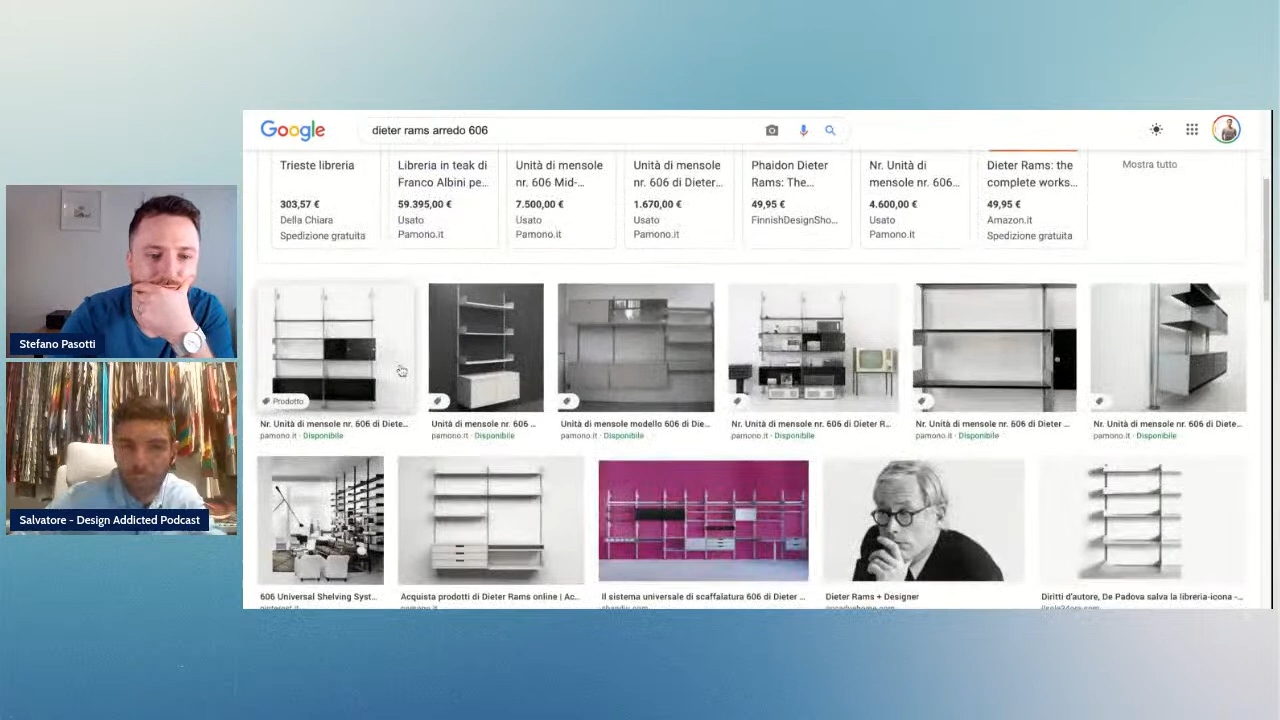 Google
dieter rams arredo 606
Trieste libreria
303,57 €
Della Chiara
Spedizione gratuita
Libreria in teak di
Franco Albini pe...
59.395,00 €
Usato
Pamono.it
Unità di mensole
nr. 606 Mid-...
7.500,00 €
Usato
Pamono.it
Unità di mensole
nr. 606 di Dieter...
1.670,00 €
Usato
Pamono.it
Phaidon Dieter
Rams: The...
49,95 €
FinnishDesignSho...
Nr. Unità di
mensole nr. 606...
4.600,00 €
Usato
Pamono.it
Dieter Rams: the
complete works...
49,95 €
Amazon.it
Spedizione gratuita
Mostra tutto
Prodotto
Nr. Unità di mensole nr. 606 di Diete...
pamono.it · Disponibile
Unità di mensole nr. 606 ...
pamono.it · Disponibile
Unità di mensole modello 606 di Die...
pamono.it · Disponibile
Nr. Unità di mensole nr. 606 di Dieter R...
pamono.it · Disponibile
Nr. Unità di mensole nr. 606 di Dieter ...
pamono.it · Disponibile
Nr. Unità di mensole nr. 606 di Diete...
pamono.it · Disponibile
606 Universal Shelving Syst...
Acquista prodotti di Dieter Rams online | Ac...
Il sistema universale di scaffalatura 606 di Dieter ...
Dieter Rams + Designer
Diritti d'autore, De Padova salva la libreria-icona -...
Stefano Pasotti
Salvatore - Design Addicted Podcast